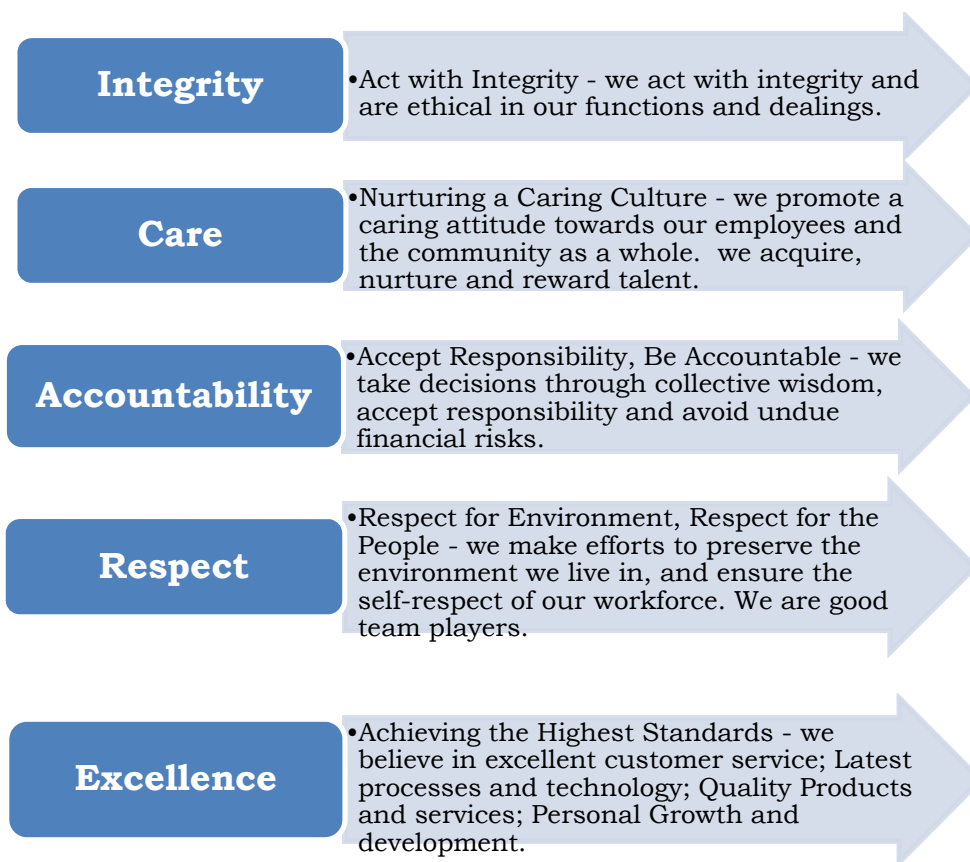 Integrity
•Act with Integrity - we act with integrity and
are ethical in our functions and dealings.
Care
•Nurturing a Caring Culture - we promote a
caring attitude towards our employees and
the community as a whole.  we acquire,
nurture and reward talent.
Accountability
•Accept Responsibility, Be Accountable - we
take decisions through collective wisdom,
accept responsibility and avoid undue
financial risks.
Respect
•Respect for Environment, Respect for the
People - we make efforts to preserve the
environment we live in, and ensure the
self-respect of our workforce. We are good
team players.
Excellence
•Achieving the Highest Standards - we
believe in excellent customer service; Latest
processes and technology; Quality Products
and services; Personal Growth and
development.